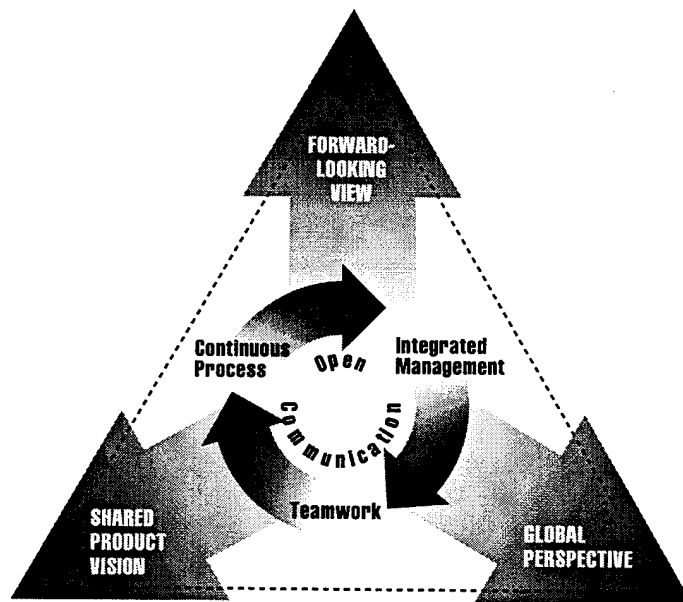 FORWARD-
LOOKING
VIEW
Continuous
Process
Open
Integrated
Management
Communication
Teamwork
SHARED
PRODUCT
VISION
GLOBAL
PERSPECTIVE